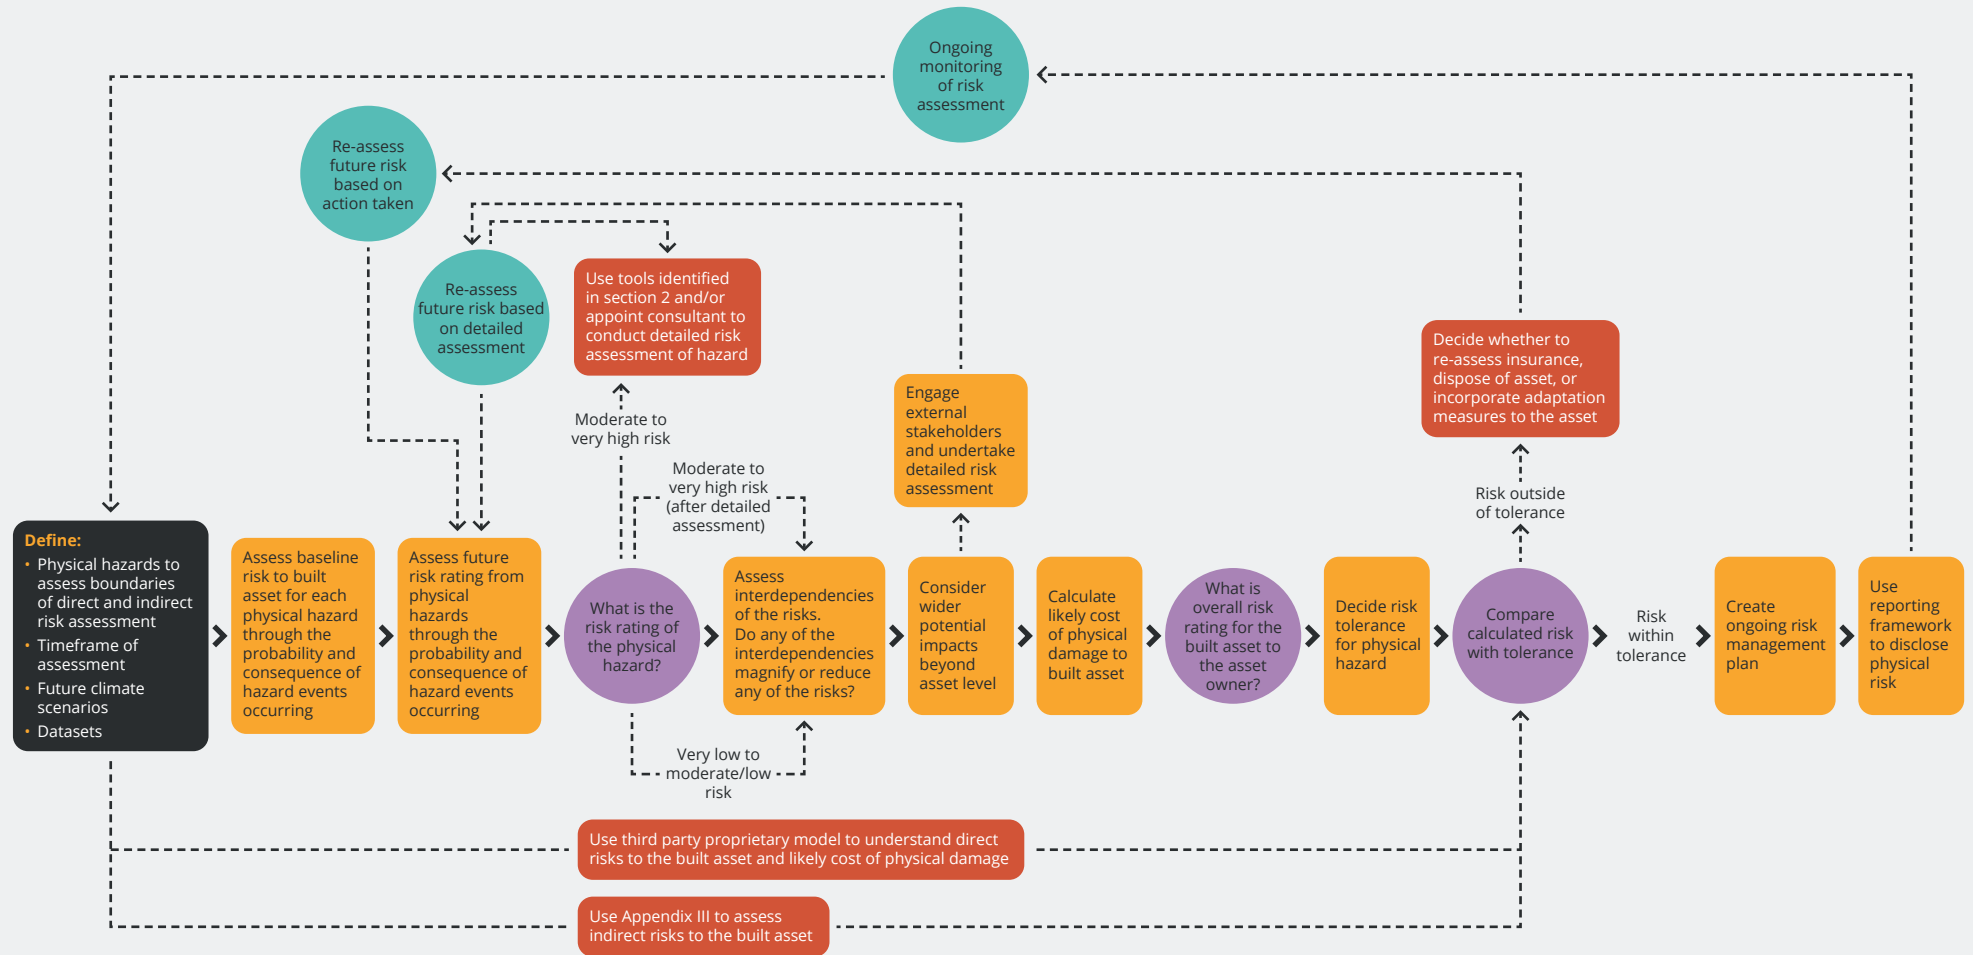 Ongoing
monitoring
of risk
assessment
Re-assess
future risk
based on
action taken
Re-assess
future risk based
on detailed
assessment
Use tools identified
in section 2 and/or
appoint consultant to
conduct detailed risk
assessment of hazard
Decide whether to
re-assess insurance,
dispose of asset, or
incorporate adaptation
measures to the asset
Engage
external
stakeholders
and undertake
detailed risk
assessment
Moderate to
very high risk
Moderate to
very high risk
(after detailed
assessment)
Risk outside
of tolerance
Define:
• Physical hazards to
assess boundaries
of direct and indirect
risk assessment
• Timeframe of
assessment
• Future climate
scenarios
• Datasets
Assess baseline
risk to built
asset for each
physical hazard
through the
probability and
consequence of
hazard events
occurring
Assess future
risk rating from
physical
hazards
through the
probability and
consequence of
hazard events
occurring
What is the
risk rating of
the physical
hazard?
Assess
interdependencies
of the risks.
Do any of the
interdependencies
magnify or reduce
any of the risks?
Consider
wider
potential
impacts
beyond
asset level
Calculate
likely cost
of physical
damage to
built asset
What is
overall risk
rating for the
built asset to
the asset
owner?
Decide risk
tolerance
for physical
hazard
Compare
calculated risk
with tolerance
Risk
within
tolerance
Create
ongoing risk
management
plan
Use
reporting
framework
to disclose
physical
risk
Very low to
moderate/low
risk
Use third party proprietary model to understand direct
risks to the built asset and likely cost of physical damage
Use Appendix III to assess
indirect risks to the built asset